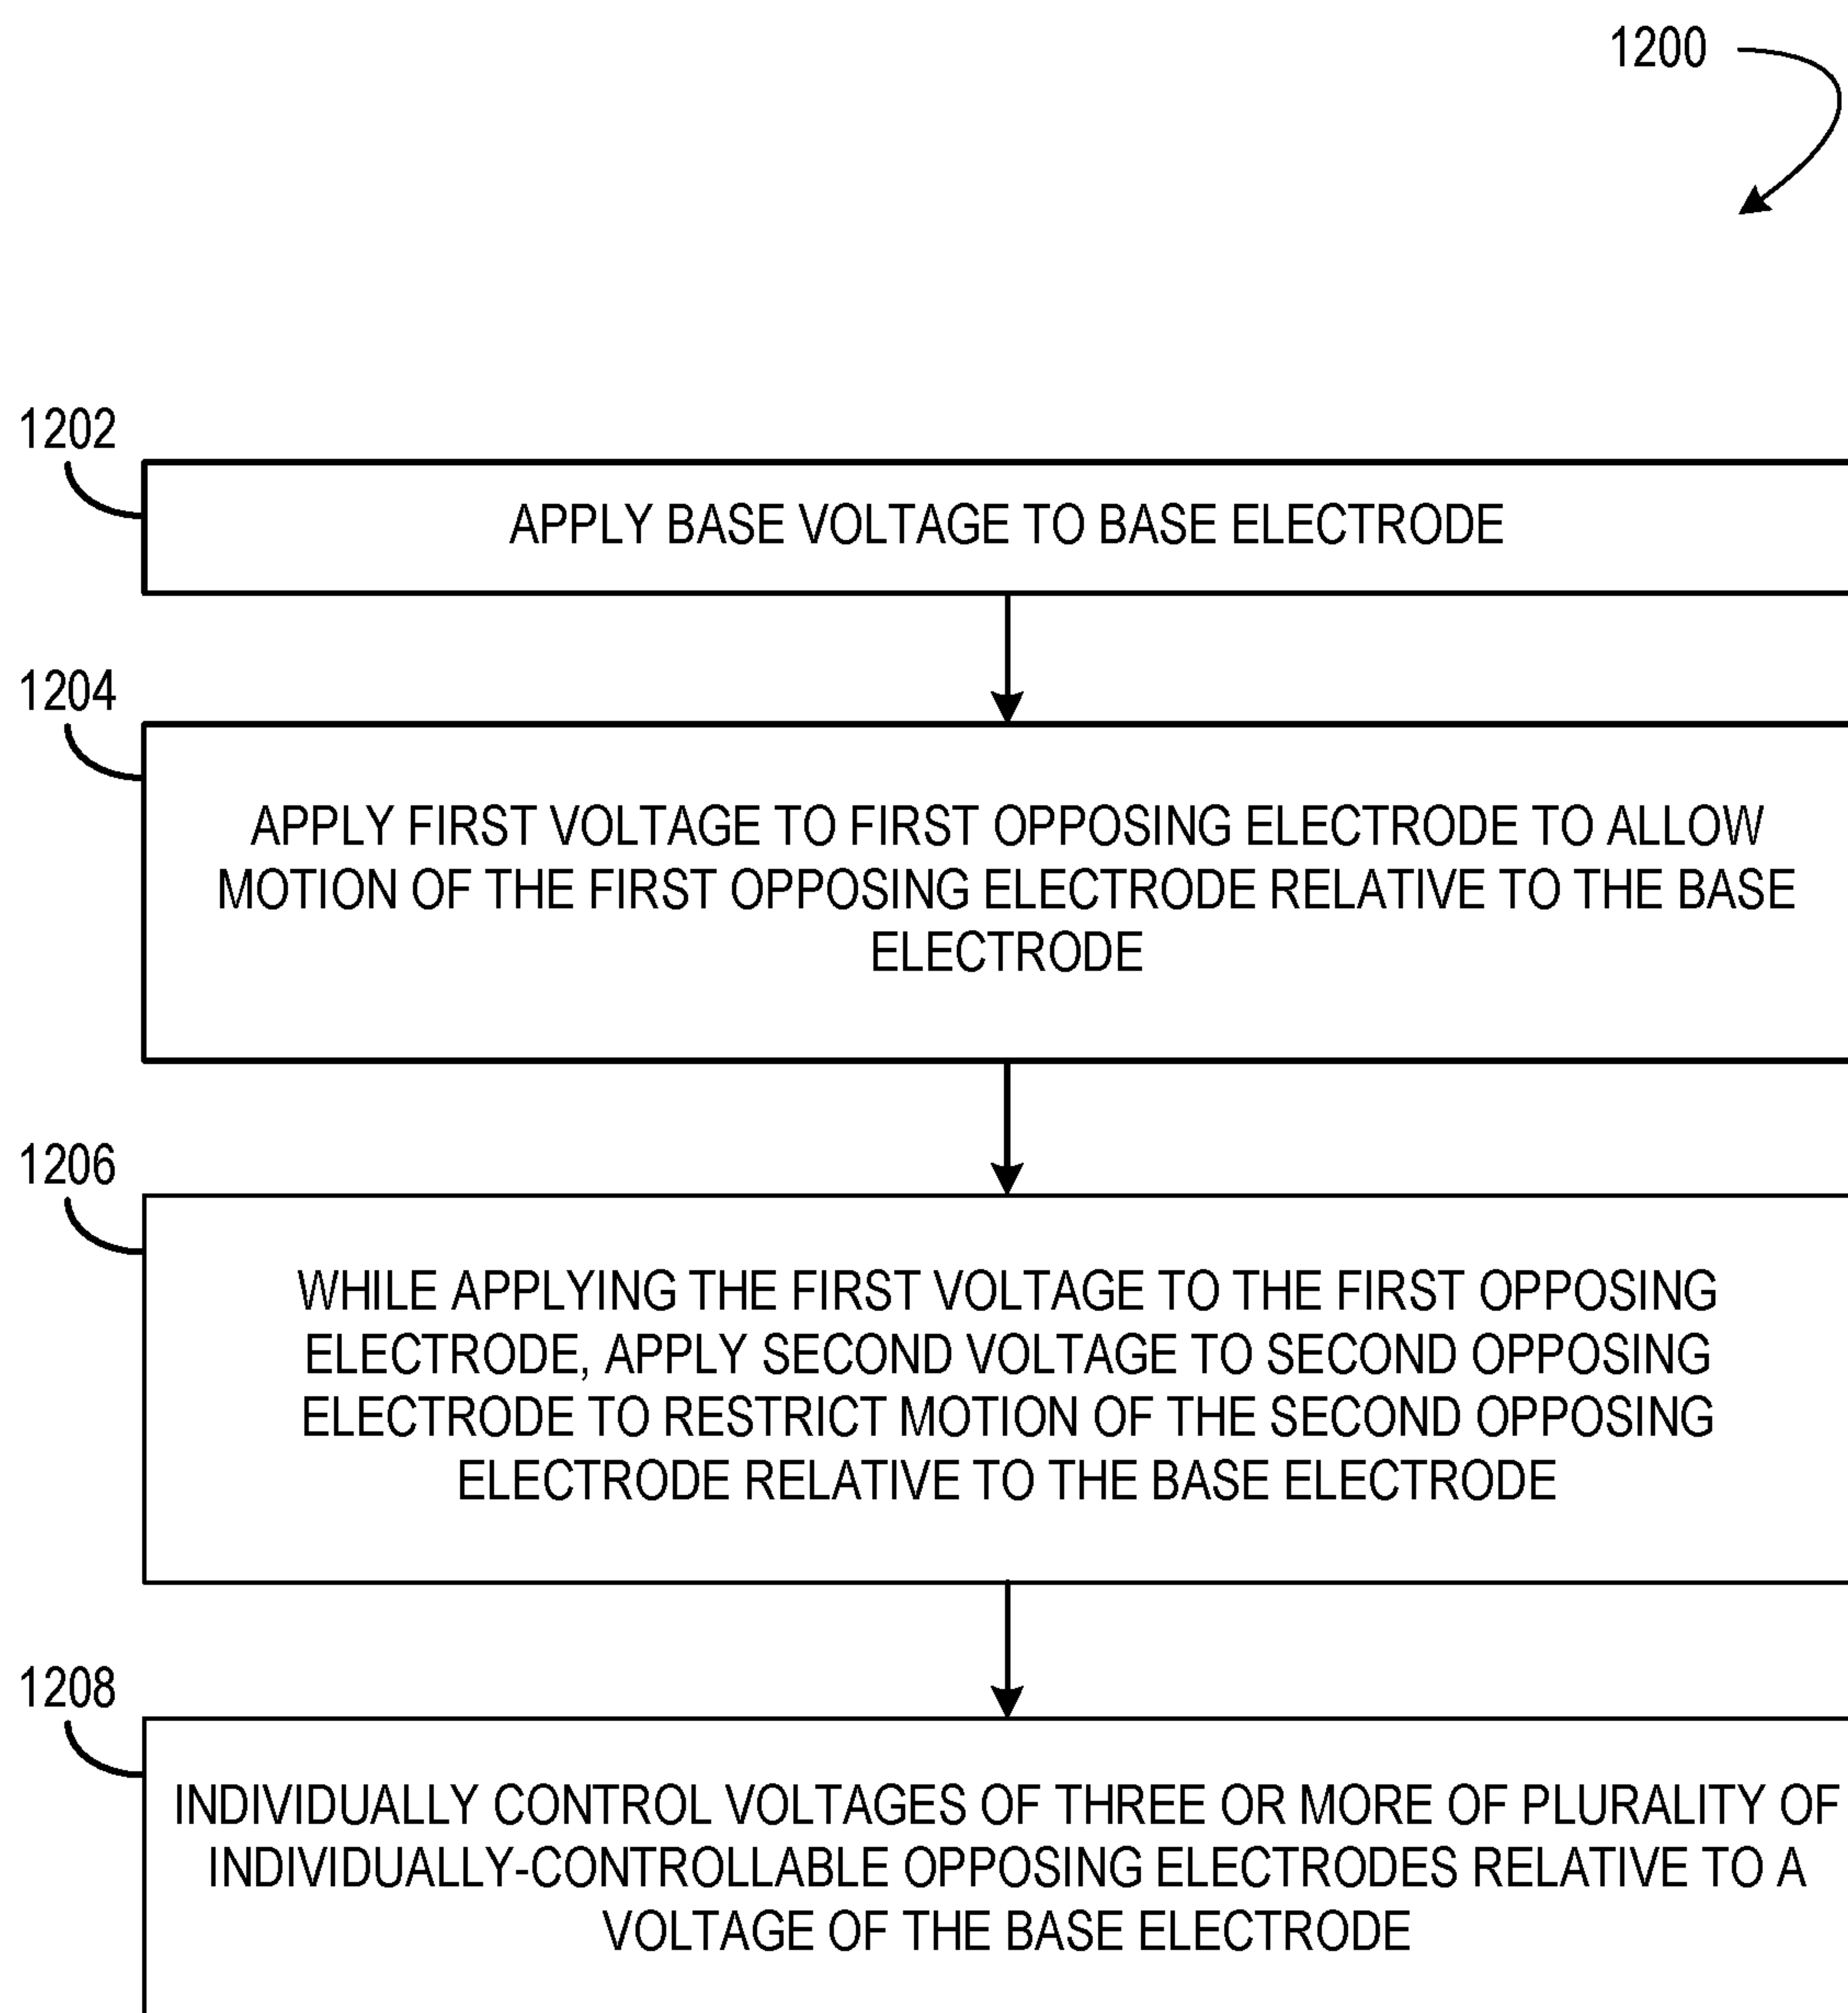 1200
1202
APPLY BASE VOLTAGE TO BASE ELECTRODE
1204
APPLY FIRST VOLTAGE TO FIRST OPPOSING ELECTRODE TO ALLOW
MOTION OF THE FIRST OPPOSING ELECTRODE RELATIVE TO THE BASE
ELECTRODE
1206
WHILE APPLYING THE FIRST VOLTAGE TO THE FIRST OPPOSING
ELECTRODE, APPLY SECOND VOLTAGE TO SECOND OPPOSING
ELECTRODE TO RESTRICT MOTION OF THE SECOND OPPOSING
ELECTRODE RELATIVE TO THE BASE ELECTRODE
1208
INDIVIDUALLY CONTROL VOLTAGES OF THREE OR MORE OF PLURALITY OF
INDIVIDUALLY-CONTROLLABLE OPPOSING ELECTRODES RELATIVE TO A
VOLTAGE OF THE BASE ELECTRODE